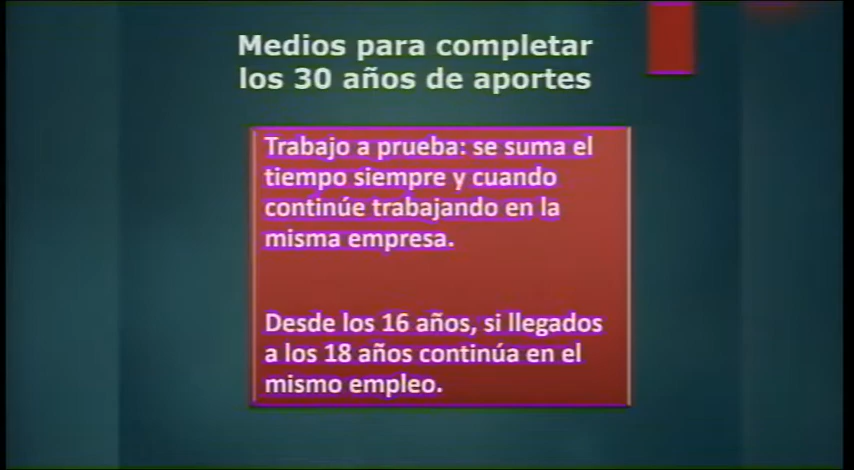 Medios para completar
los 30 años de aportes
Trabajo a prueba: se suma el
tiempo siempre y cuando
continúe trabajando en la
misma empresa.
Desde los 16 años, si llegados
a los 18 años continúa en el
mismo empleo.